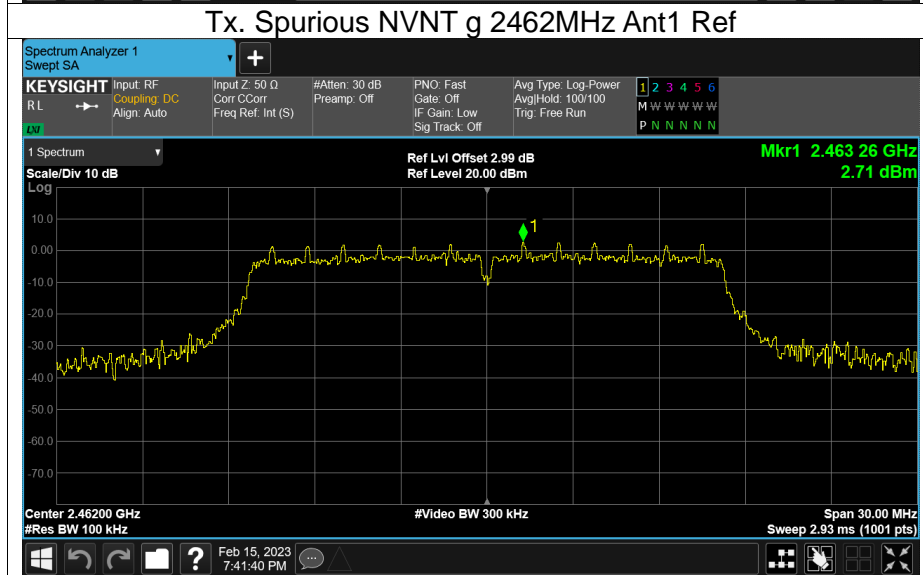 Tx. Spurious NVNT g 2462MHz Ant1 Ref
Spectrum Analyzer 1
Swept SA
+
KEYSIGHT Input: RF Input Z: 50 Ω #Atten: 30 dB PNO: Fast Avg Type: Log-Power 1 2 3 4 5 6
R L Coupling: DC Corr CCorr Preamp: Off Gate: Off Avg|Hold: 100/100 M W W W W W
Align: Auto Freq Ref: Int (S) IF Gain: Low Trig: Free Run
LXI Sig Track: Off P N N N N N
1 Spectrum Ref Lvl Offset 2.99 dB Mkr1 2.463 26 GHz
Scale/Div 10 dB Ref Level 20.00 dBm 2.71 dBm
Log
10.0
1
0.00
-10.0
-20.0
-30.0
-40.0
-50.0
-60.0
-70.0
Center 2.46200 GHz #Video BW 300 kHz Span 30.00 MHz
#Res BW 100 kHz Sweep 2.93 ms (1001 pts)
? Feb 15, 2023
7:41:40 PM